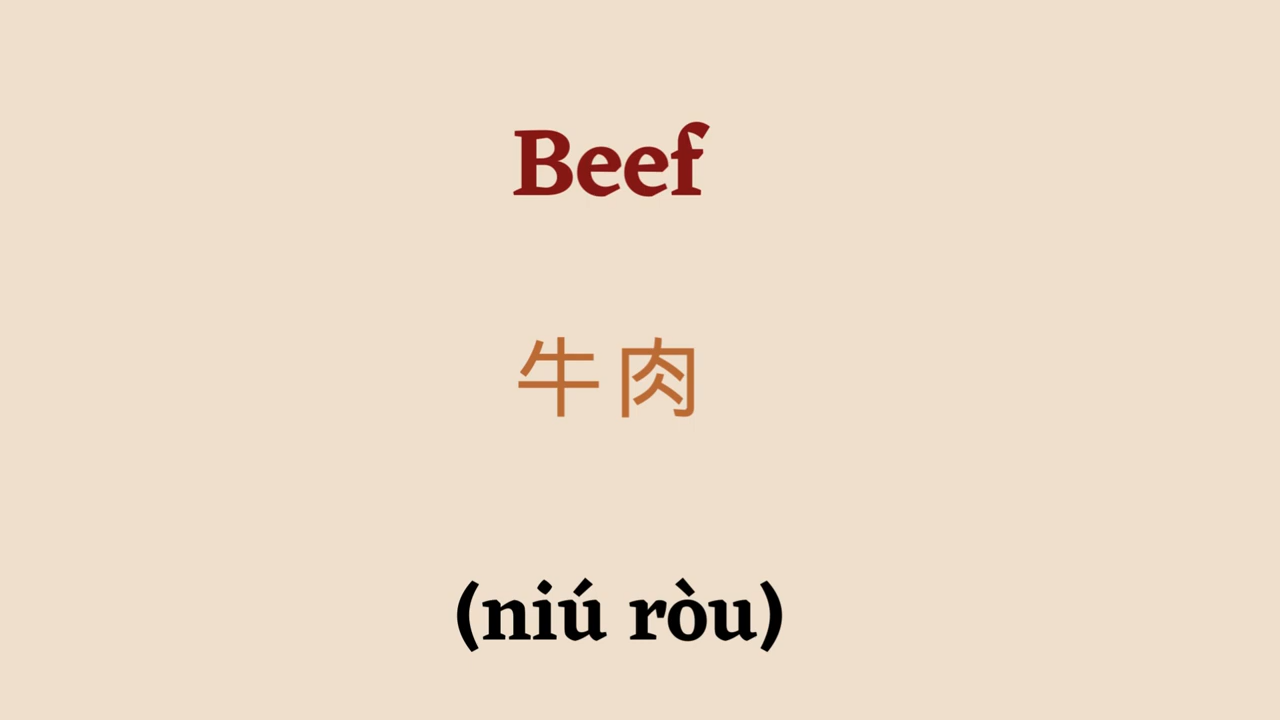 Beef
牛肉
(niú ròu)